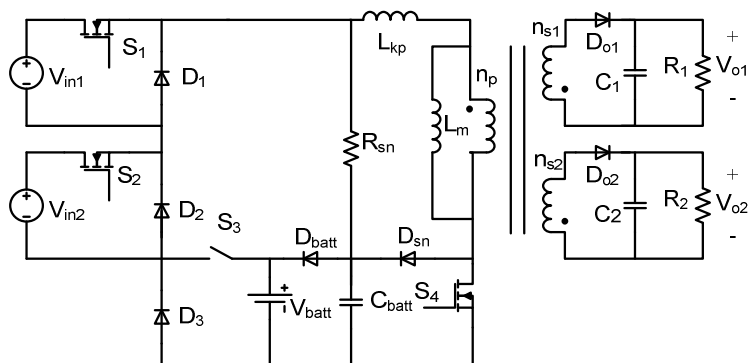 S1
Vin1
D1
Lkp
np
Lm
Rsn
ns1
Do1
C1
R1
+
Vo1
-
S2
Vin2
D2
S3
ns2
Do2
C2
R2
+
Vo2
-
Dbatt
Dsn
D3
+
-
Vbatt
Cbatt
S4